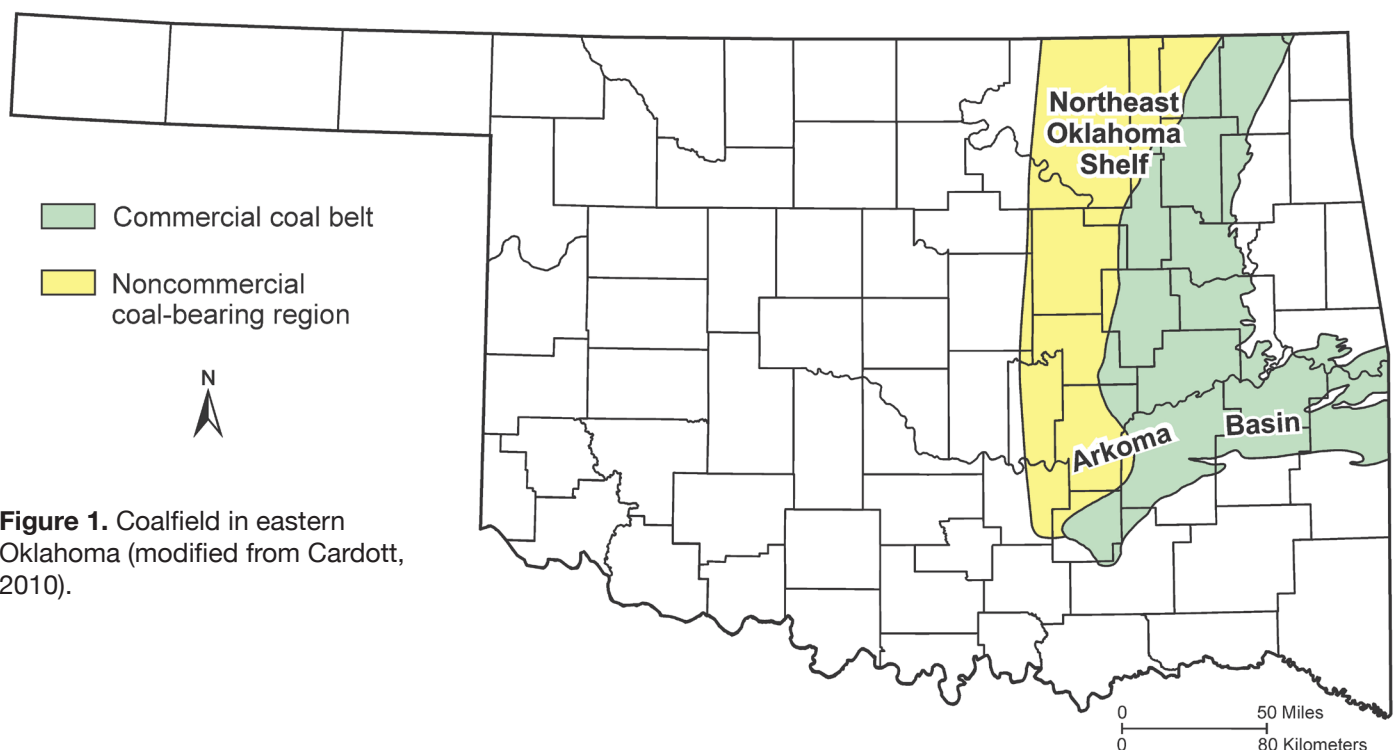 Northeast
Oklahoma
Shelf
Commercial coal belt
Noncommercial
coal-bearing region
N
Arkoma
Basin
Figure 1. Coalfield in eastern
Oklahoma (modified from Cardott,
2010).
0 50 Miles
0 80 Kilometers